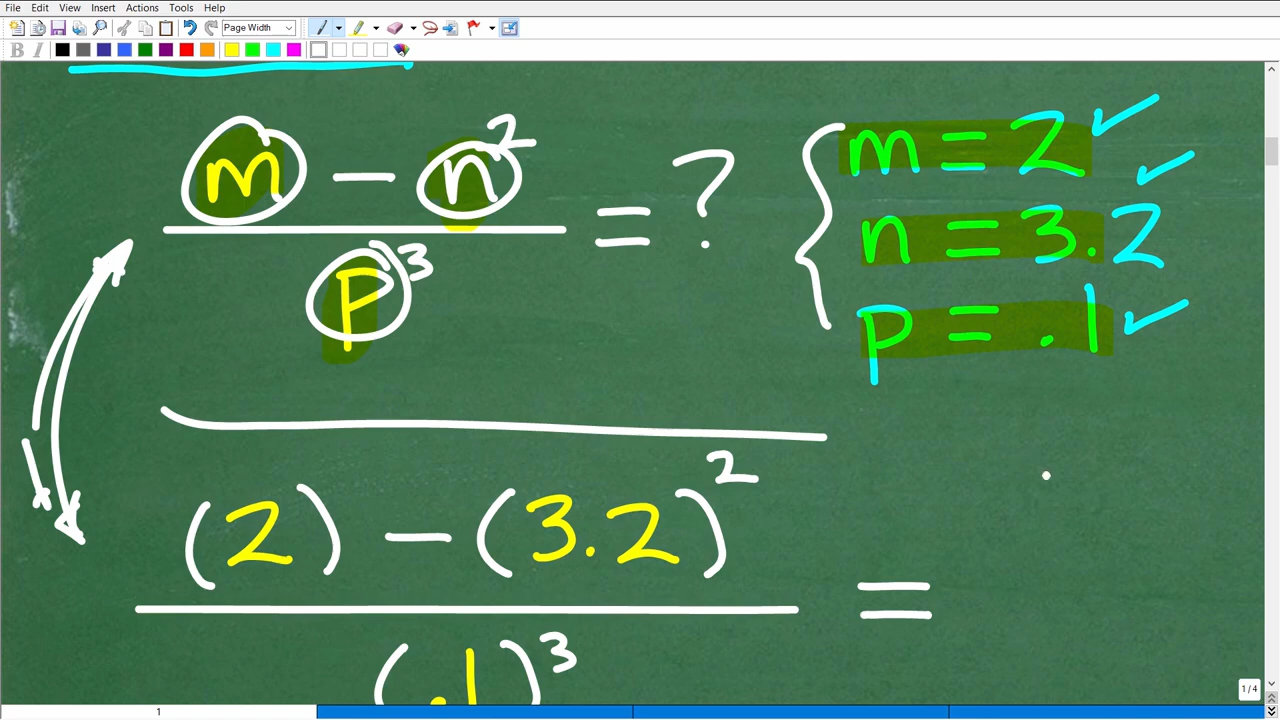 File Edit View Insert Actions Tools Help
Page Width
B I
m − n² = ?
p³
m = 2 ✓
n = 3.2 ✓
p = .1 ✓
(2) − (3.2)² =
(.1)³
1/4
1